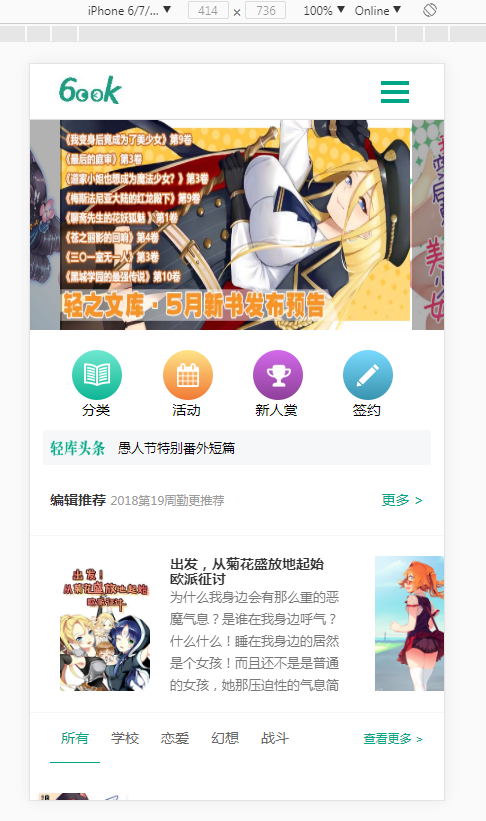 iPhone 6/7/... ▼ 414 × 736 100% ▼ Online ▼
6ook
《我变身后竟成为了美少女》第9卷
《最后的庭审》第3卷
《道家小姐也想成为魔法少女?》第3卷
《梅斯法尼亚大陆的红龙殿下》第9卷
《聊斋先生的花妖狐魅》第1卷
《苍之丽影的回响》第4卷
《三〇一室无一人》第3卷
《黑城学园的最强传说》第10卷
轻之文库·5月新书发布预告
分类 活动 新人赏 签约
轻库头条 愚人节特别番外短篇
编辑推荐 2018第19周勤更推荐 更多 >
出发!
从菊花盛放地起始
欧派征讨
出发，从菊花盛放地起始
欧派征讨
为什么我身边会有那么重的恶
魔气息？是谁在我身边呼气？
什么什么！睡在我身边的居然
是个女孩！而且还不是是普通
的女孩，她那压迫性的气息简
所有 学校 恋爱 幻想 战斗 查看更多 >